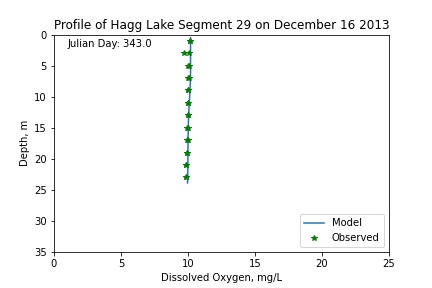 Profile of Hagg Lake Segment 29 on December 16 2013
Julian Day: 343.0
0
5
10
15
20
25
30
35
Depth, m
Model
Observed
0 5 10 15 20 25
Dissolved Oxygen, mg/L